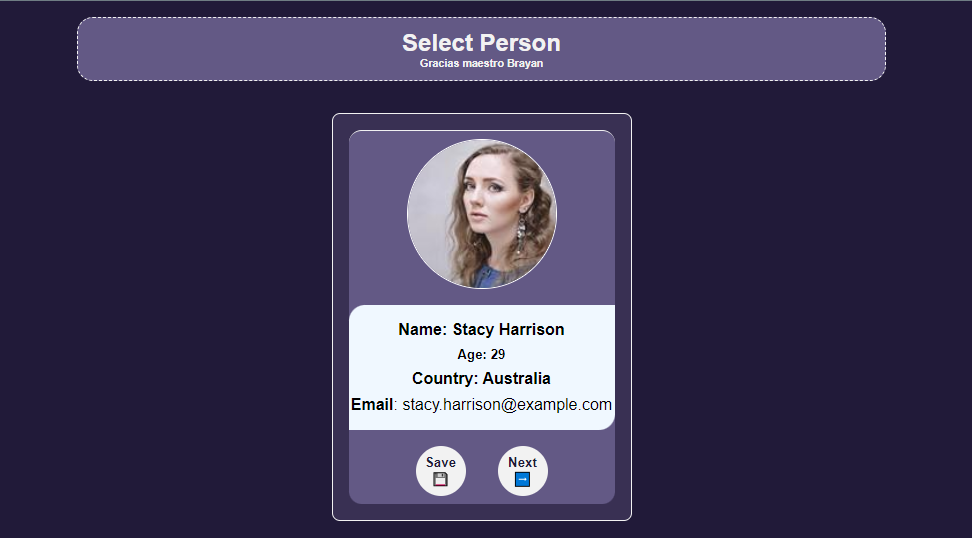 Select Person
Gracias maestro Brayan
Name: Stacy Harrison
Age: 29
Country: Australia
Email: stacy.harrison@example.com
Save
Next